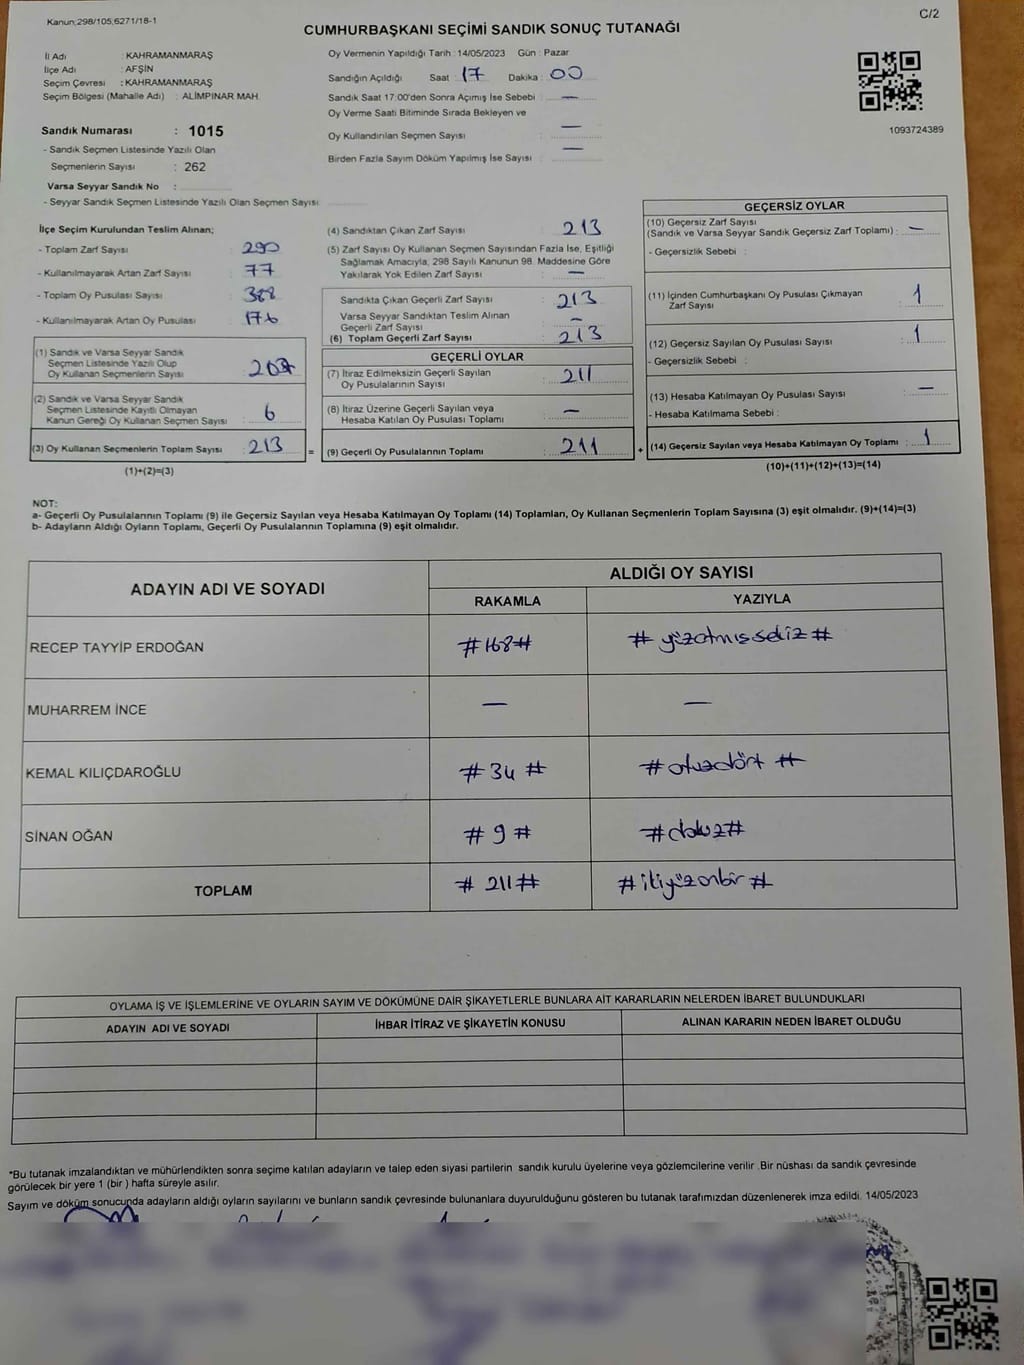 Kanun;298/105,6271/18-1
C/2
CUMHURBAŞKANI SEÇİMİ SANDIK SONUÇ TUTANAĞI
İl Adı : KAHRAMANMARAŞ
İlçe Adı : AFŞİN
Seçim Çevresi : KAHRAMANMARAŞ
Seçim Bölgesi (Mahalle Adı) : ALİMPINAR MAH.
Sandık Numarası : 1015
- Sandık Seçmen Listesinde Yazılı Olan
Seçmenlerin Sayısı : 262
Varsa Seyyar Sandık No :
- Seyyar Sandık Seçmen Listesinde Yazılı Olan Seçmen Sayısı
Oy Vermenin Yapıldığı Tarih : 14/05/2023 Gün : Pazar
Sandığın Açıldığı Saat : 17 Dakika : 00
Sandık Saat 17:00'den Sonra Açımış İse Sebebi : —
Oy Verme Saati Bitiminde Sırada Bekleyen ve
Oy Kullandırılan Seçmen Sayısı : —
Birden Fazla Sayım Döküm Yapılmış İse Sayısı : —
1093724389
İlçe Seçim Kurulundan Teslim Alınan;
- Toplam Zarf Sayısı : 290
- Kullanılmayarak Artan Zarf Sayısı : 77
- Toplam Oy Pusulası Sayısı : 388
- Kullanılmayarak Artan Oy Pusulası : 176
(1) Sandık ve Varsa Seyyar Sandık
Seçmen Listesinde Yazılı Olup
Oy Kullanan Seçmenlerin Sayısı :
(2) Sandık ve Varsa Seyyar Sandık
Seçmen Listesinde Kayıtlı Olmayan
Kanun Gereği Oy Kullanan Seçmen Sayısı : 6
(3) Oy Kullanan Seçmenlerin Toplam Sayısı : 213
(1)+(2)=(3)
(4) Sandıktan Çıkan Zarf Sayısı : 213
(5) Zarf Sayısı Oy Kullanan Seçmen Sayısından Fazla İse, Eşitliği
Sağlamak Amacıyla, 298 Sayılı Kanunun 98. Maddesine Göre
Yakılarak Yok Edilen Zarf Sayısı : —
Sandıkta Çıkan Geçerli Zarf Sayısı : 213
Varsa Seyyar Sandıktan Teslim Alınan
Geçerli Zarf Sayısı : —
(6) Toplam Geçerli Zarf Sayısı : 213
GEÇERLİ OYLAR
(7) İtiraz Edilmeksizin Geçerli Sayılan
Oy Pusulalarının Sayısı : 211
(8) İtiraz Üzerine Geçerli Sayılan veya
Hesaba Katılan Oy Pusulası Toplamı : —
= (9) Geçerli Oy Pusulalarının Toplamı : 211
GEÇERSİZ OYLAR
(10) Geçersiz Zarf Sayısı
(Sandık ve Varsa Seyyar Sandık Geçersiz Zarf Toplamı) : —
- Geçersizlik Sebebi :
(11) İçinden Cumhurbaşkanı Oy Pusulası Çıkmayan
Zarf Sayısı : 1
(12) Geçersiz Sayılan Oy Pusulası Sayısı : 1
- Geçersizlik Sebebi :
(13) Hesaba Katılmayan Oy Pusulası Sayısı : —
- Hesaba Katılmama Sebebi :
+ (14) Geçersiz Sayılan veya Hesaba Katılmayan Oy Toplamı : 1
(10)+(11)+(12)+(13)=(14)
NOT:
a- Geçerli Oy Pusulalarının Toplamı (9) ile Geçersiz Sayılan veya Hesaba Katılmayan Oy Toplamı (14) Toplamları, Oy Kullanan Seçmenlerin Toplam Sayısına (3) eşit olmalıdır. (9)+(14)=(3)
b- Adayların Aldığı Oyların Toplamı, Geçerli Oy Pusulalarının Toplamına (9) eşit olmalıdır.
ADAYIN ADI VE SOYADI ALDIĞI OY SAYISI
RAKAMLA YAZIYLA
RECEP TAYYİP ERDOĞAN #168# #yüzatmışsekiz#
MUHARREM İNCE — —
KEMAL KILIÇDAROĞLU #34# #otuzdört#
SİNAN OĞAN #9# #dokuz#
TOPLAM #211# #ikiyüzonbir#
OYLAMA İŞ VE İŞLEMLERİNE VE OYLARIN SAYIM VE DÖKÜMÜNE DAİR ŞİKAYETLERLE BUNLARA AİT KARARLARIN NELERDEN İBARET BULUNDUKLARI
ADAYIN ADI VE SOYADI İHBAR İTİRAZ VE ŞİKAYETİN KONUSU ALINAN KARARIN NEDEN İBARET OLDUĞU
*Bu tutanak imzalandıktan ve mühürlendikten sonra seçime katılan adayların ve talep eden siyasi partilerin sandık kurulu üyelerine veya gözlemcilerine verilir .Bir nüshası da sandık çevresinde
görülecek bir yere 1 (bir ) hafta süreyle asılır.
Sayım ve döküm sonucunda adayların aldığı oyların sayılarını ve bunların sandık çevresinde bulunanlara duyurulduğunu gösteren bu tutanak tarafımızdan düzenlenerek imza edildi. 14/05/2023